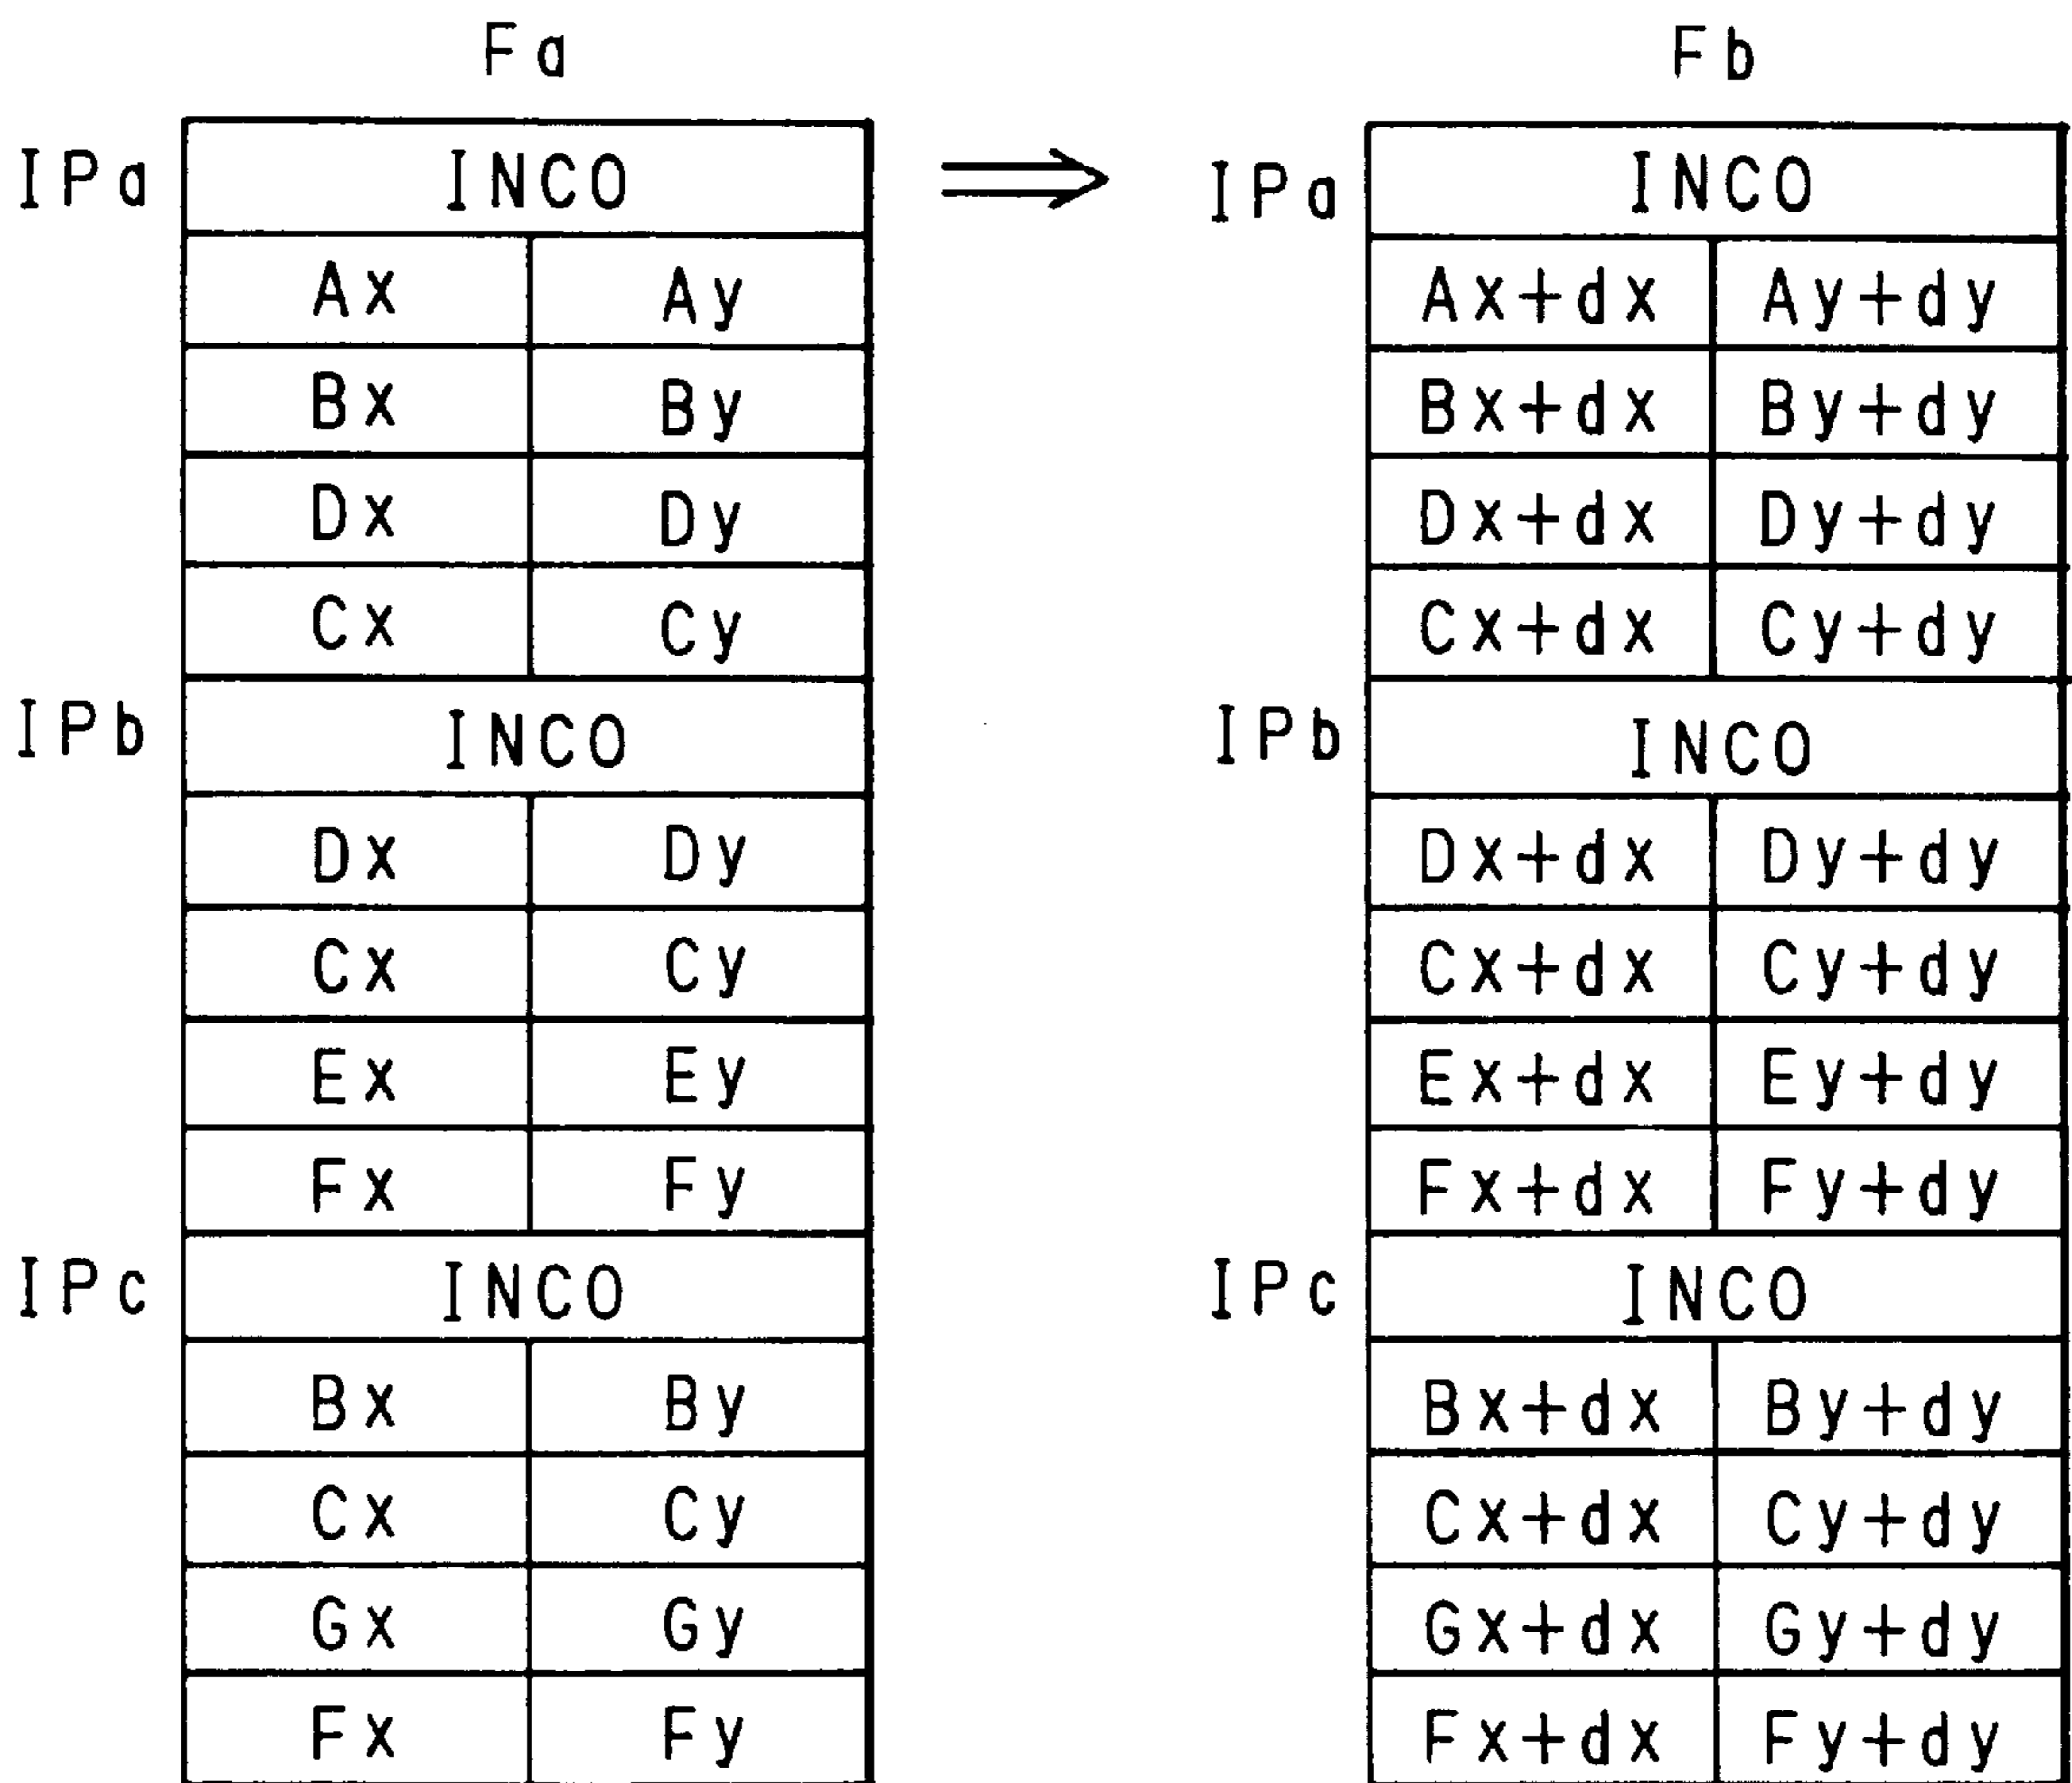 Fa Fb
IPa INCO ⇒ IPa INCO
Ax Ay Ax+dx Ay+dy
Bx By Bx+dx By+dy
Dx Dy Dx+dx Dy+dy
Cx Cy Cx+dx Cy+dy
IPb INCO IPb INCO
Dx Dy Dx+dx Dy+dy
Cx Cy Cx+dx Cy+dy
Ex Ey Ex+dx Ey+dy
Fx Fy Fx+dx Fy+dy
IPc INCO IPc INCO
Bx By Bx+dx By+dy
Cx Cy Cx+dx Cy+dy
Gx Gy Gx+dx Gy+dy
Fx Fy Fx+dx Fy+dy